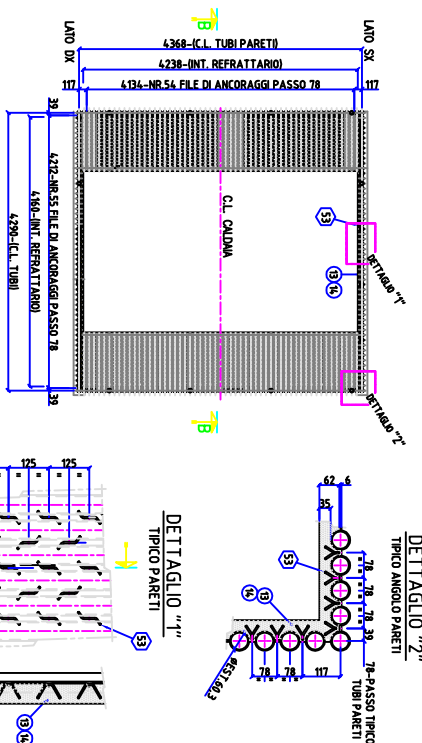 B
LATO DX
LATO SX
4368-(C.L. TUBI PARETI)
4238-(INT. REFRATTARIO)
117
4134-NR.54 FILE DI ANCORAGGI PASSO 78
117
39
4212-NR.55 FILE DI ANCORAGGI PASSO 78
4160-(INT. REFRATTARIO)
4290-(C.L. TUBI)
39
C.L. CALDAIA
53
13
14
DETTAGLIO "1"
DETTAGLIO "2"
B
DETTAGLIO "2"
TIPICO ANGOLO PARETI
62
6
35
53
78
78
78
39
78-PASSO TIPICO
TUBI PARETI
13
14
ØEST.60.3
78
78
117
DETTAGLIO "1"
TIPICO PARETI
125
125
53
13
14